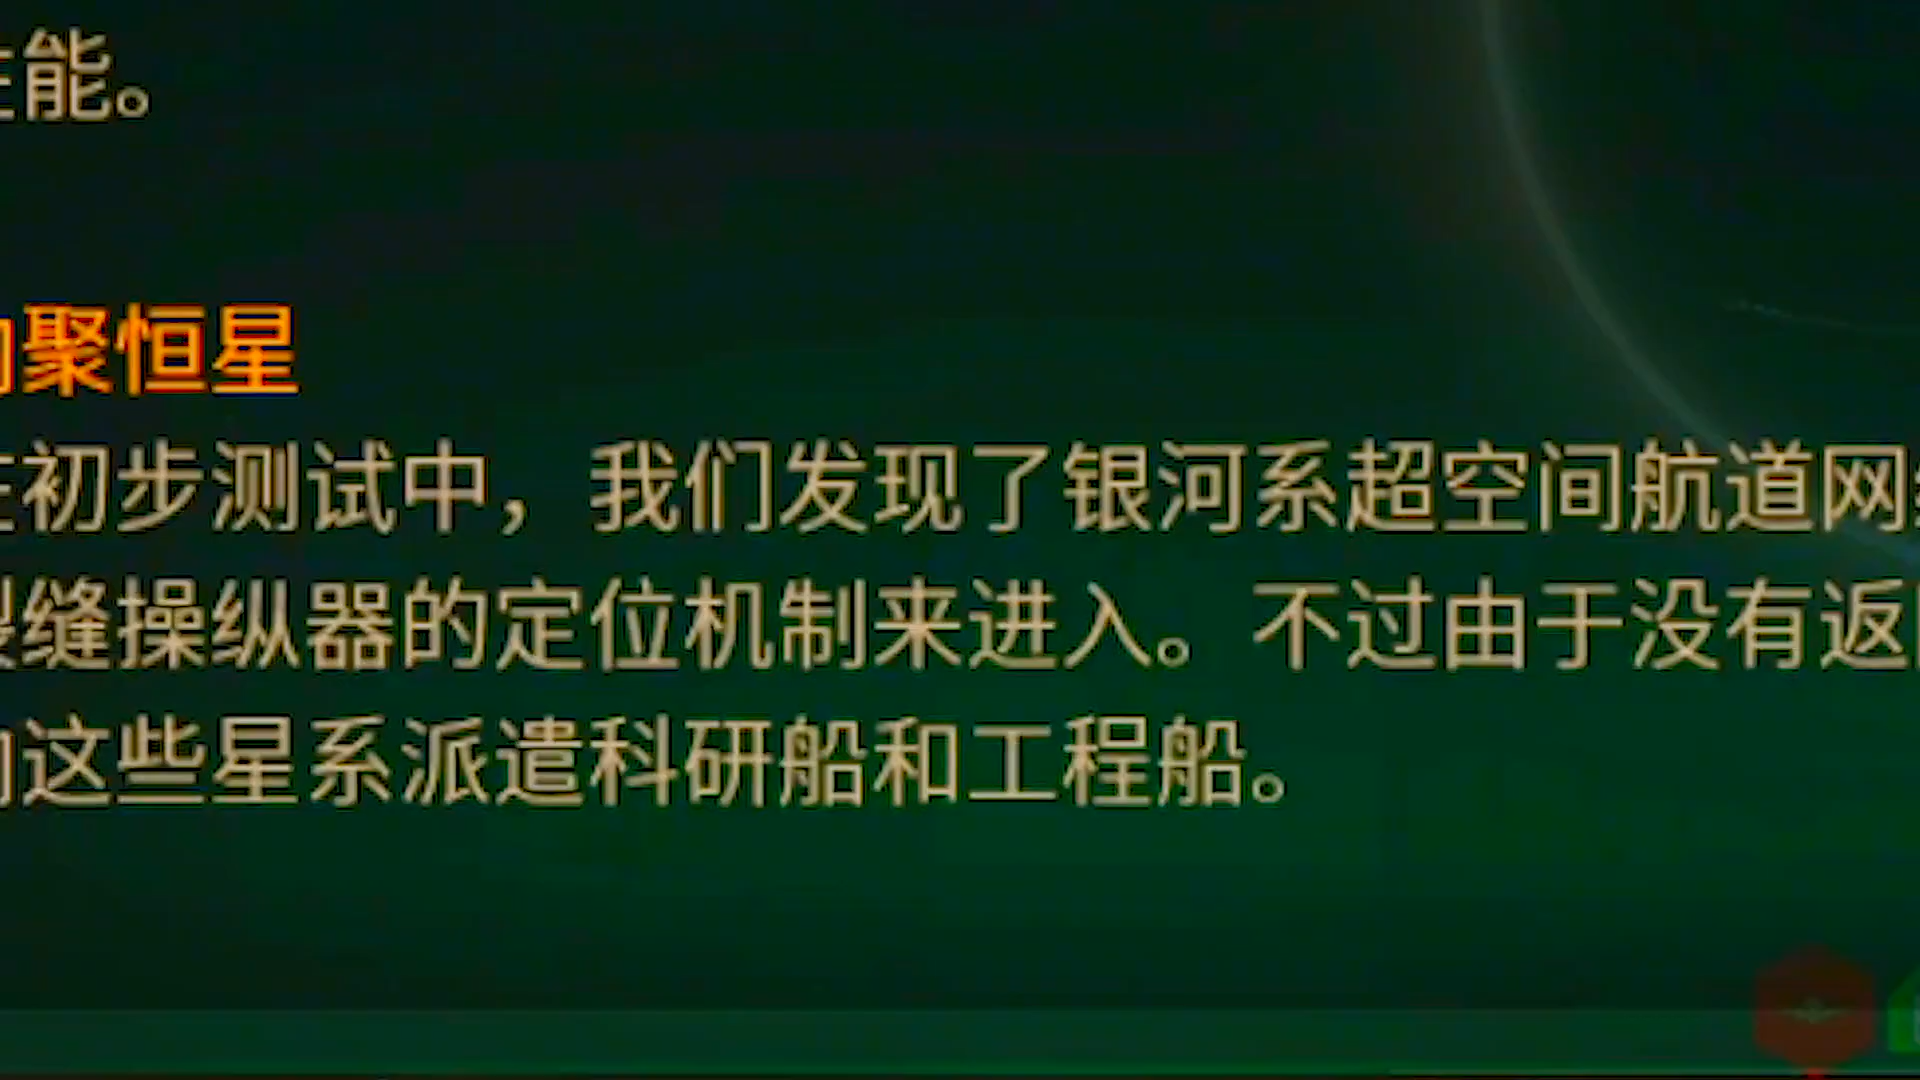 能。
聚恒星
初步测试中，我们发现了银河系超空间航道网
缝操纵器的定位机制来进入。不过由于没有返
这些星系派遣科研船和工程船。